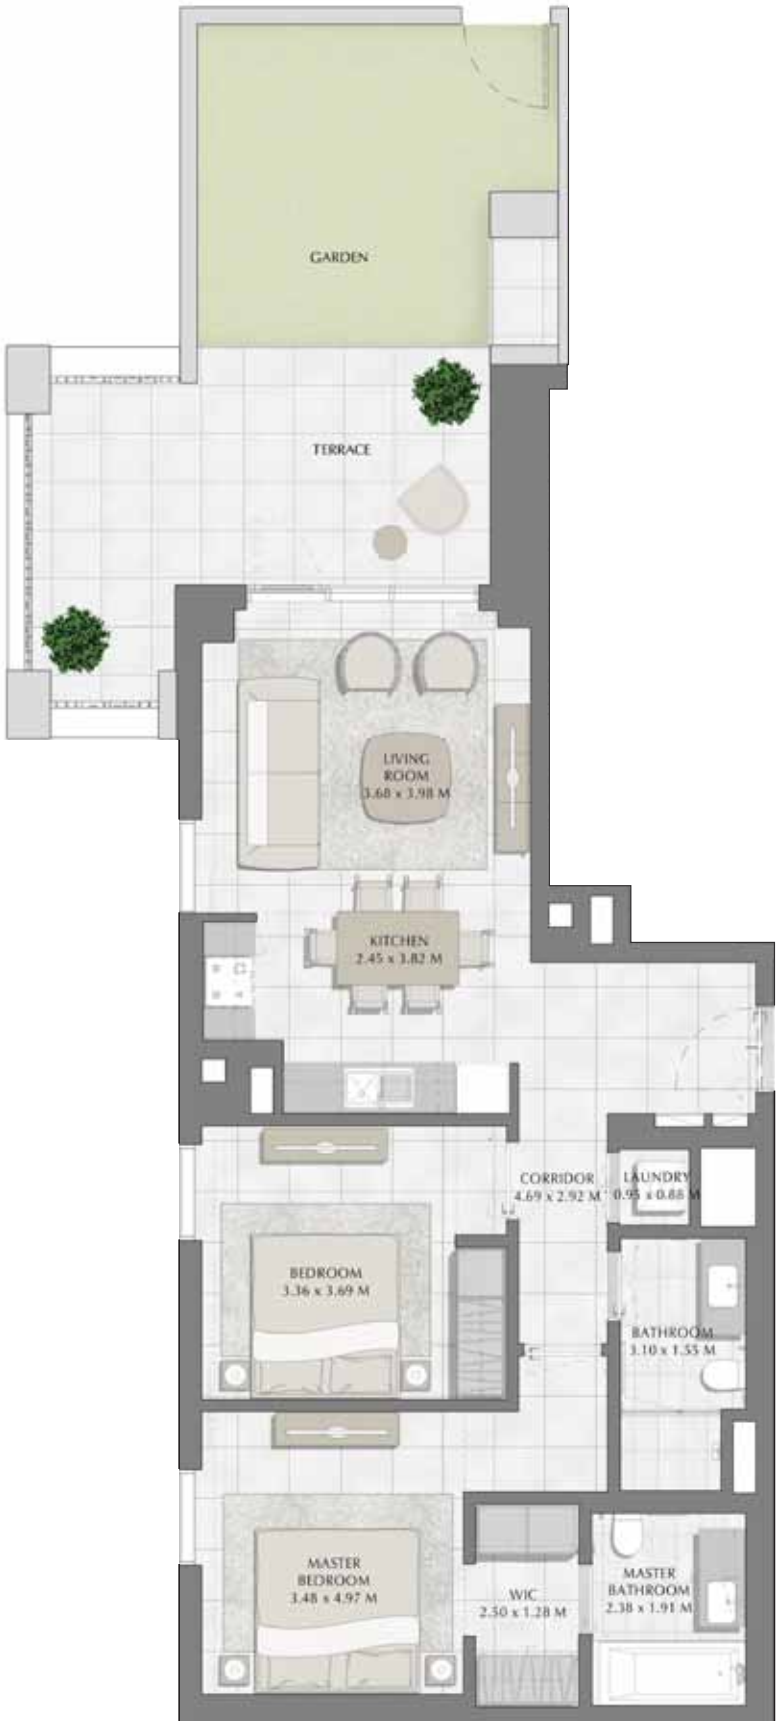 GARDEN
TERRACE
LIVING
ROOM
3.68 x 3.98 M
KITCHEN
2.45 x 3.82 M
CORRIDOR
4.69 x 2.92 M
LAUNDRY
0.95 x 0.88 M
BEDROOM
3.36 x 3.69 M
BATHROOM
3.10 x 1.55 M
MASTER
BEDROOM
3.48 x 4.97 M
WIC
2.50 x 1.28 M
MASTER
BATHROOM
2.38 x 1.91 M